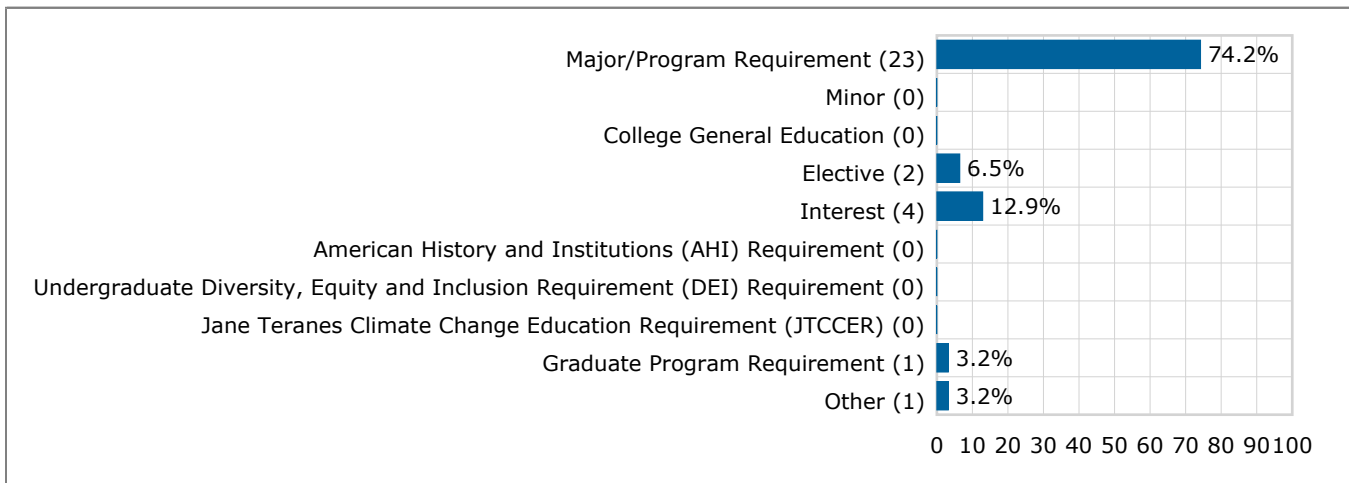 Major/Program Requirement (23) 74.2%
Minor (0)
College General Education (0)
Elective (2) 6.5%
Interest (4) 12.9%
American History and Institutions (AHI) Requirement (0)
Undergraduate Diversity, Equity and Inclusion Requirement (DEI) Requirement (0)
Jane Teranes Climate Change Education Requirement (JTCCER) (0)
Graduate Program Requirement (1) 3.2%
Other (1) 3.2%
0 10 20 30 40 50 60 70 80 90 100